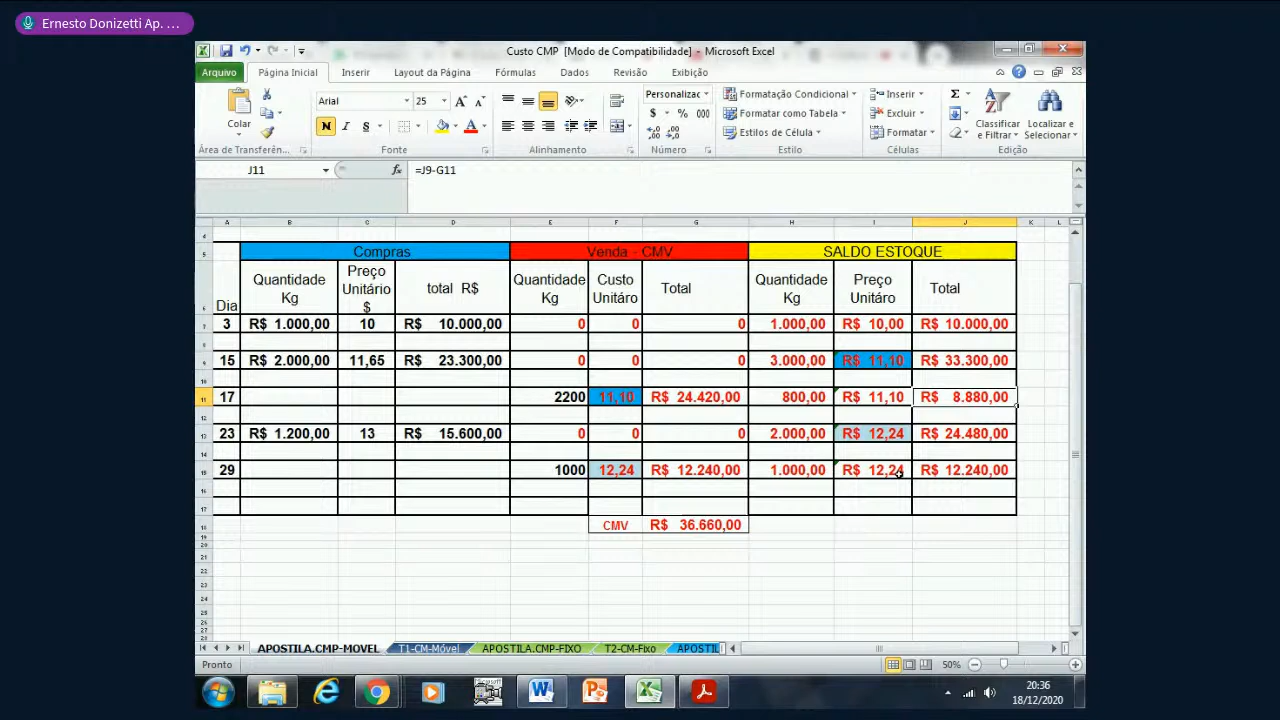 Ernesto Donizetti Ap. ...
Custo CMP [Modo de Compatibilidade] - Microsoft Excel
Arquivo Página Inicial Inserir Layout da Página Fórmulas Dados Revisão Exibição
Colar
Arial 25
N I S
Personalizac
$ % 000
Formatação Condicional
Formatar como Tabela
Estilos de Célula
Inserir
Excluir
Formatar
Σ
Classificar e Filtrar
Localizar e Selecionar
Área de Transferên... Fonte Alinhamento Número Estilo Células Edição
J11 fx =J9-G11
A B C D E F G H I J K L
Compras Venda - CMV SALDO ESTOQUE
Dia Quantidade Kg Preço Unitário $ total R$ Quantidade Kg Custo Unitáro Total Quantidade Kg Preço Unitáro Total
3 R$ 1.000,00 10 R$ 10.000,00 0 0 0 1.000,00 R$ 10,00 R$ 10.000,00
15 R$ 2.000,00 11,65 R$ 23.300,00 0 0 0 3.000,00 R$ 11,10 R$ 33.300,00
17 2200 11,10 R$ 24.420,00 800,00 R$ 11,10 R$ 8.880,00
23 R$ 1.200,00 13 R$ 15.600,00 0 0 0 2.000,00 R$ 12,24 R$ 24.480,00
29 1000 12,24 R$ 12.240,00 1.000,00 R$ 12,24 R$ 12.240,00
CMV R$ 36.660,00
APOSTILA.CMP-MOVEL T1-CM-Móvel APOSTILA.CMP-FIXO T2-CM-Fixo APOSTIL
Pronto 50%
20:36
18/12/2020